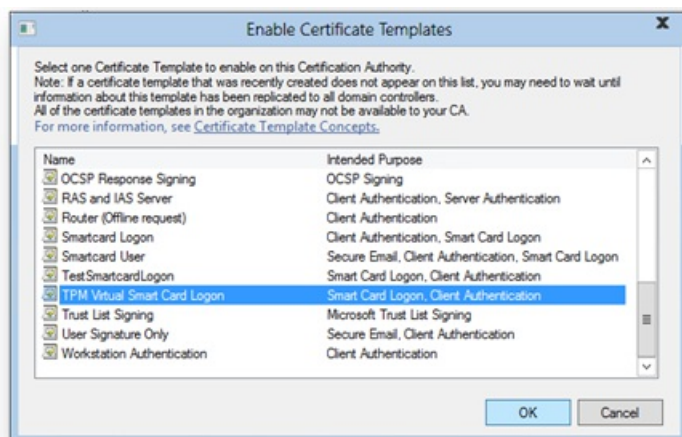 Enable Certificate Templates
X
Select one Certificate Template to enable on this Certification Authority.
Note: If a certificate template that was recently created does not appear on this list, you may need to wait until
information about this template has been replicated to all domain controllers.
All of the certificate templates in the organization may not be available to your CA.
For more information, see Certificate Template Concepts.
Name Intended Purpose
OCSP Response Signing OCSP Signing
RAS and IAS Server Client Authentication, Server Authentication
Router (Offline request) Client Authentication
Smartcard Logon Client Authentication, Smart Card Logon
Smartcard User Secure Email, Client Authentication, Smart Card Logon
TestSmartcardLogon Smart Card Logon, Client Authentication
TPM Virtual Smart Card Logon Smart Card Logon, Client Authentication
Trust List Signing Microsoft Trust List Signing
User Signature Only Secure Email, Client Authentication
Workstation Authentication Client Authentication
OK Cancel